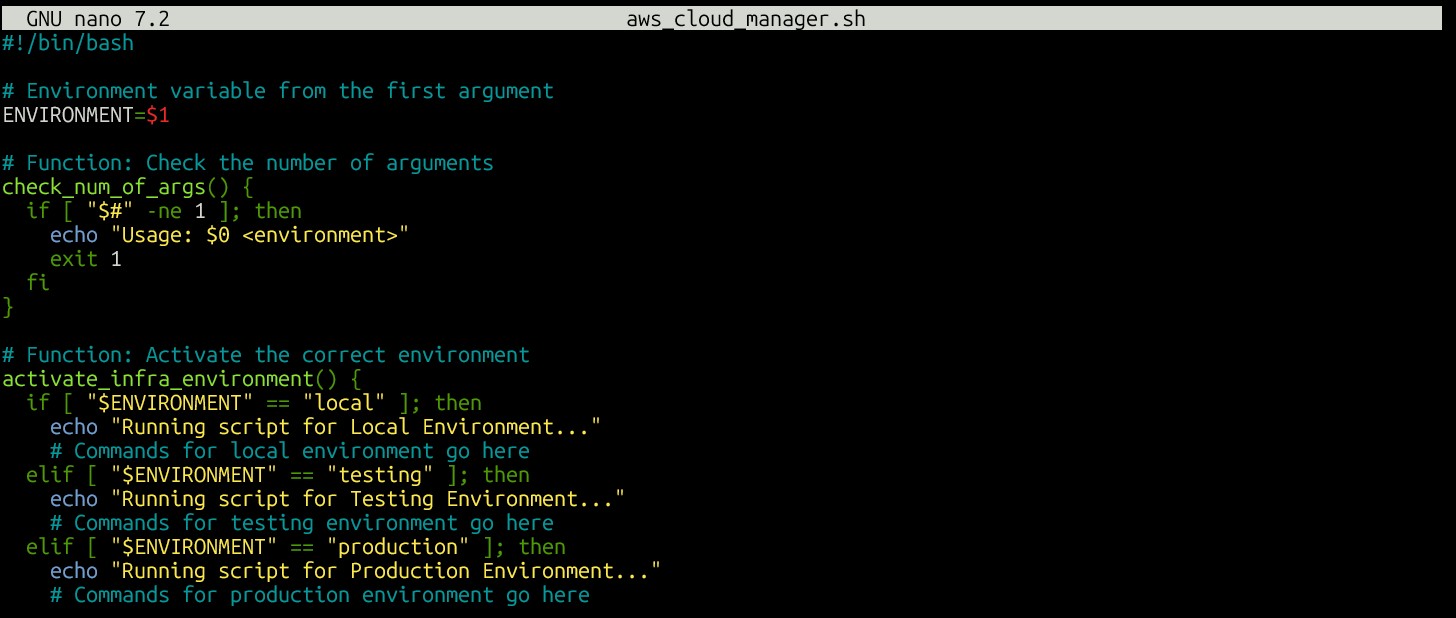 GNU nano 7.2 aws_cloud_manager.sh
#!/bin/bash

# Environment variable from the first argument
ENVIRONMENT=$1

# Function: Check the number of arguments
check_num_of_args() {
  if [ "$#" -ne 1 ]; then
    echo "Usage: $0 <environment>"
    exit 1
  fi
}

# Function: Activate the correct environment
activate_infra_environment() {
  if [ "$ENVIRONMENT" == "local" ]; then
    echo "Running script for Local Environment..."
    # Commands for local environment go here
  elif [ "$ENVIRONMENT" == "testing" ]; then
    echo "Running script for Testing Environment..."
    # Commands for testing environment go here
  elif [ "$ENVIRONMENT" == "production" ]; then
    echo "Running script for Production Environment..."
    # Commands for production environment go here